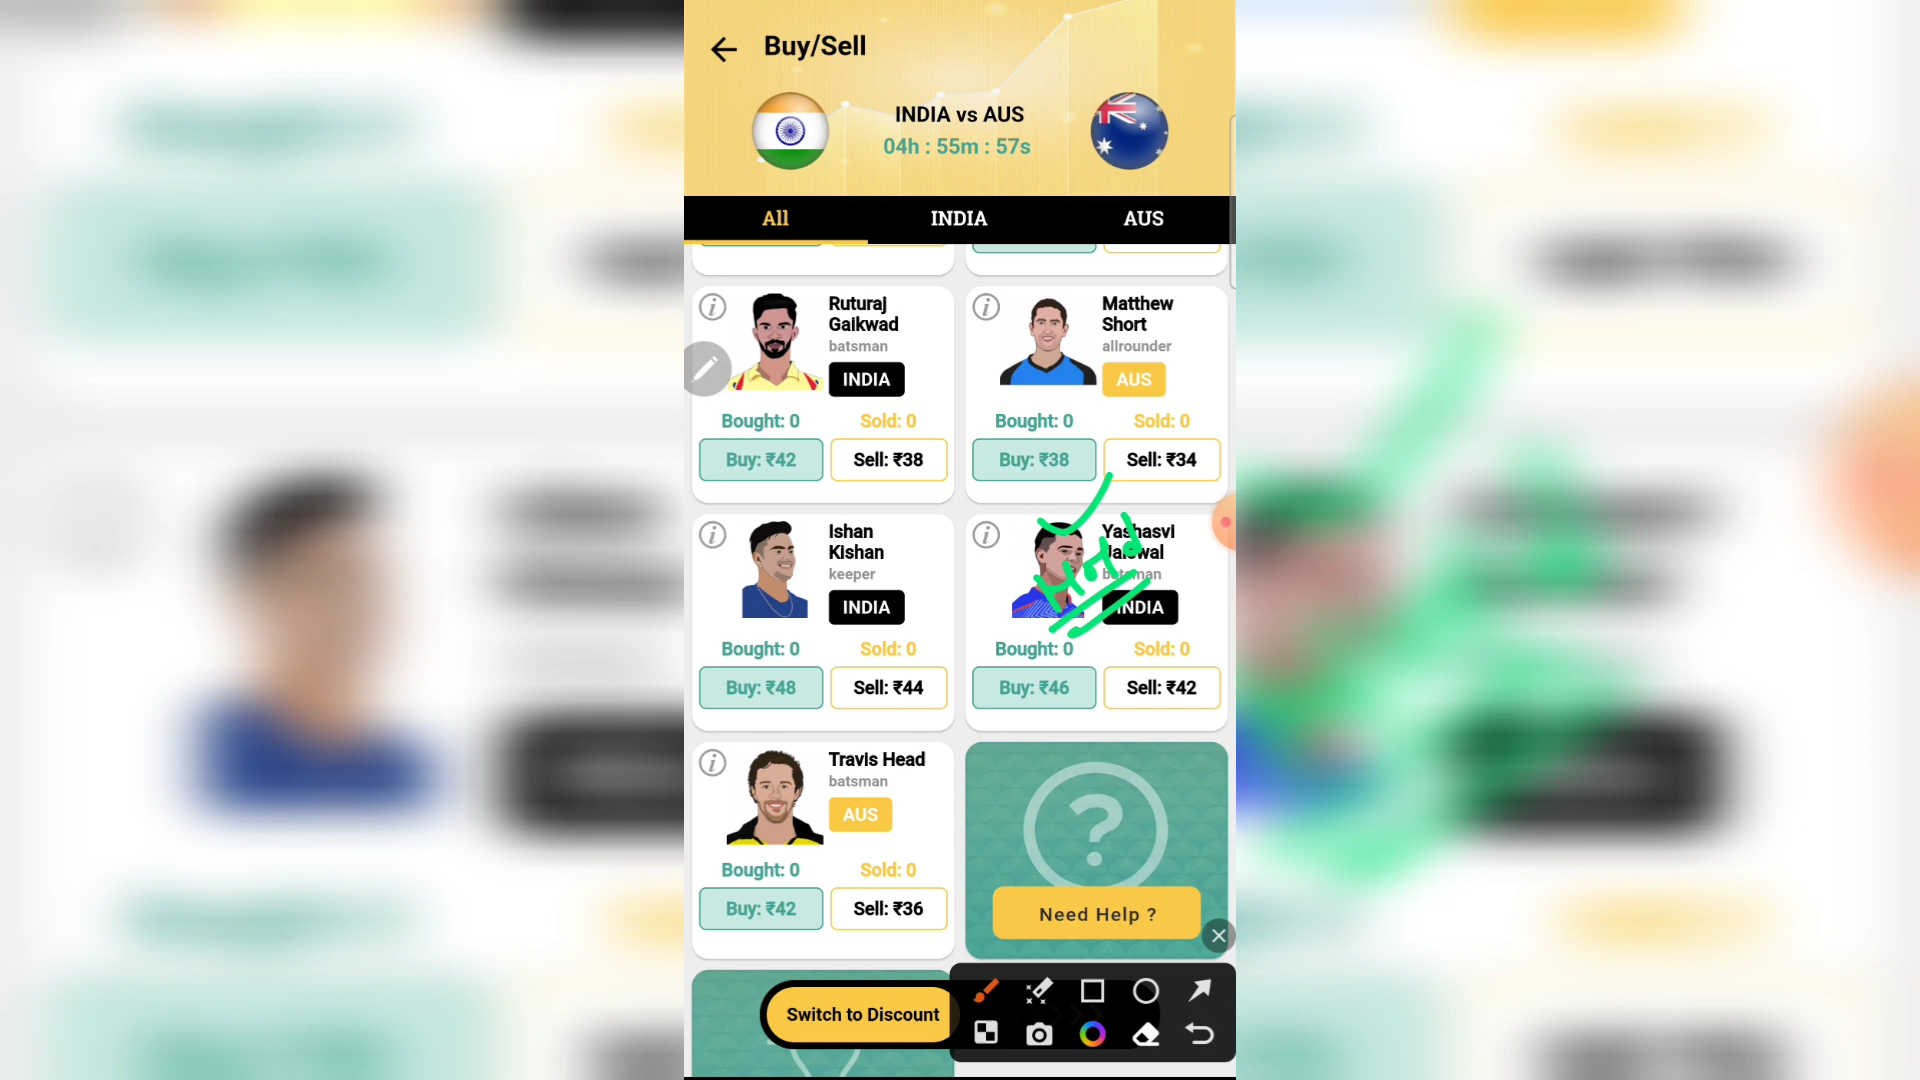 Buy/Sell
INDIA vs AUS
04h : 55m : 57s
All INDIA AUS
Ruturaj
Gaikwad
batsman
INDIA
Bought: 0 Sold: 0
Buy: ₹42 Sell: ₹38
Matthew
Short
allrounder
AUS
Bought: 0 Sold: 0
Buy: ₹38 Sell: ₹34
Ishan
Kishan
keeper
INDIA
Bought: 0 Sold: 0
Buy: ₹48 Sell: ₹44
Yashasvi
Jaiswal
batsman
INDIA
Bought: 0 Sold: 0
Buy: ₹46 Sell: ₹42
Travis Head
batsman
AUS
Bought: 0 Sold: 0
Buy: ₹42 Sell: ₹36
Need Help ?
Switch to Discount